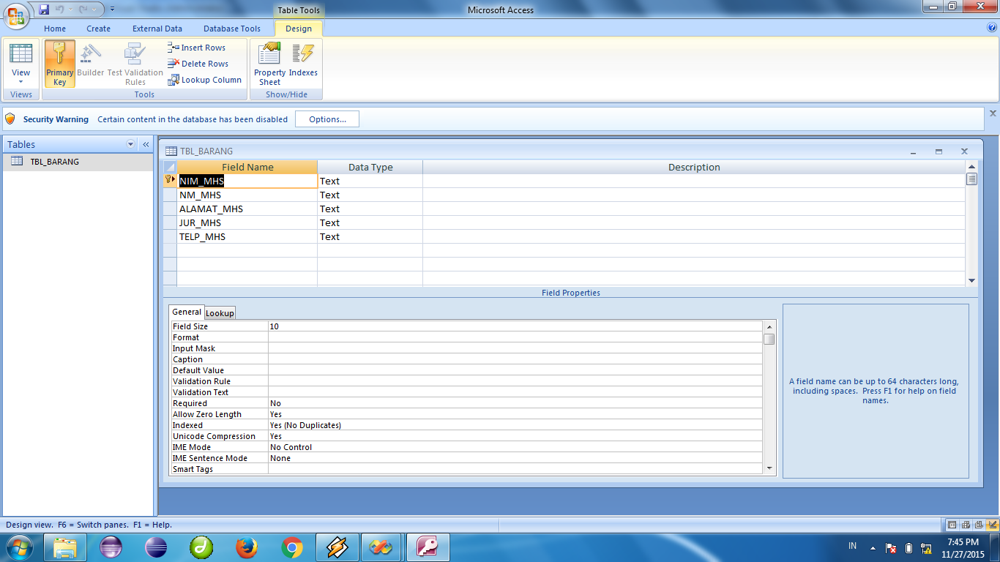 Table Tools
Microsoft Access
Home Create External Data Database Tools Design
View
Primary Key
Builder
Test Validation Rules
Insert Rows
Delete Rows
Lookup Column
Property Sheet
Indexes
Views
Tools
Show/Hide
Security Warning Certain content in the database has been disabled Options...
Tables
TBL_BARANG
TBL_BARANG
Field Name Data Type Description
NIM_MHS Text
NM_MHS Text
ALAMAT_MHS Text
JUR_MHS Text
TELP_MHS Text
Field Properties
General Lookup
Field Size 10
Format
Input Mask
Caption
Default Value
Validation Rule
Validation Text
Required No
Allow Zero Length Yes
Indexed Yes (No Duplicates)
Unicode Compression Yes
IME Mode No Control
IME Sentence Mode None
Smart Tags
A field name can be up to 64 characters long,
including spaces. Press F1 for help on field
names.
Design view. F6 = Switch panes. F1 = Help.
IN
7:45 PM
11/27/2015